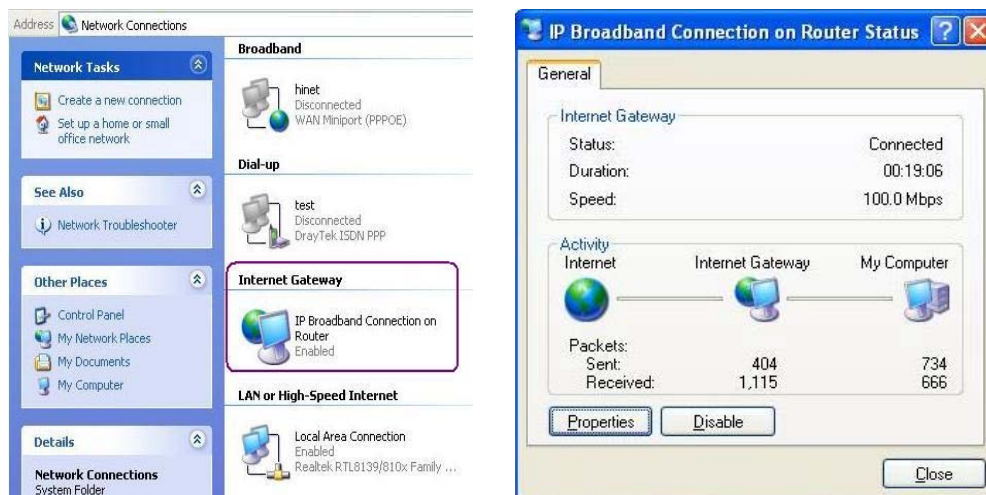 Address Network Connections
Network Tasks
Create a new connection
Set up a home or small
office network
See Also
Network Troubleshooter
Other Places
Control Panel
My Network Places
My Documents
My Computer
Details
Network Connections
System Folder
Broadband
hinet
Disconnected
WAN Miniport (PPPOE)
Dial-up
test
Disconnected
DrayTek ISDN PPP
Internet Gateway
IP Broadband Connection on
Router
Enabled
LAN or High-Speed Internet
Local Area Connection
Enabled
Realtek RTL8139/810x Family ...
IP Broadband Connection on Router Status
General
Internet Gateway
Status: Connected
Duration: 00:19:06
Speed: 100.0 Mbps
Activity
Internet Internet Gateway My Computer
Packets:
Sent: 404 734
Received: 1,115 666
Properties Disable
Close